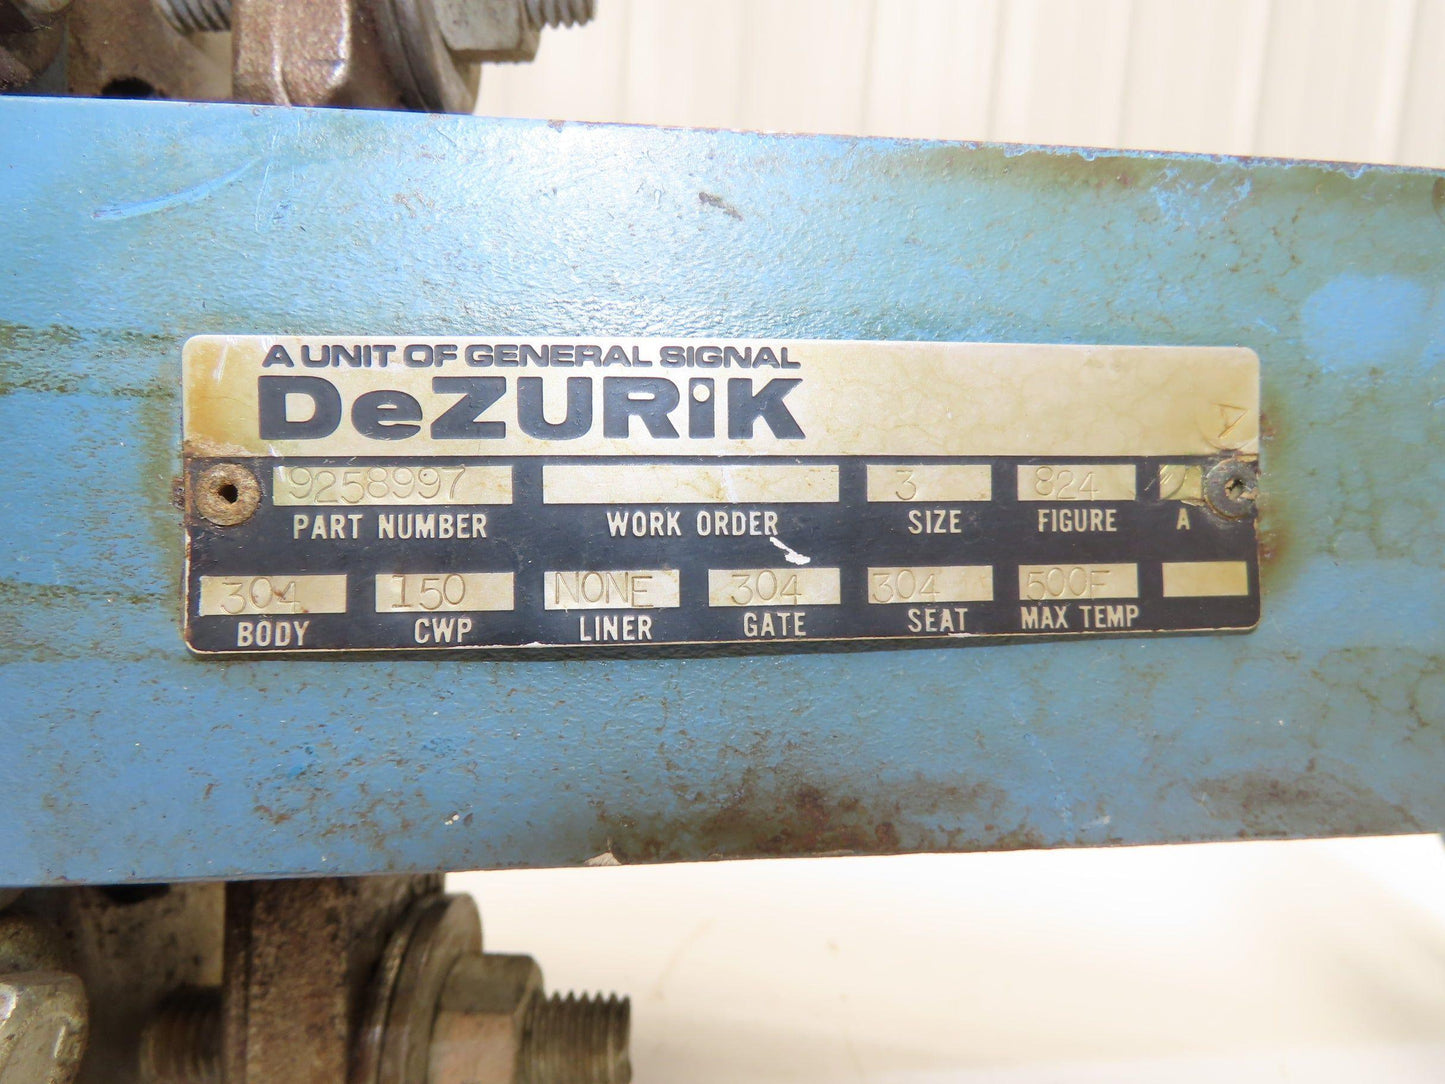 A UNIT OF GENERAL SIGNAL
DeZURiK
9258997 3 824
PART NUMBER WORK ORDER SIZE FIGURE A
304 150 NONE 304 304 500F
BODY CWP LINER GATE SEAT MAX TEMP